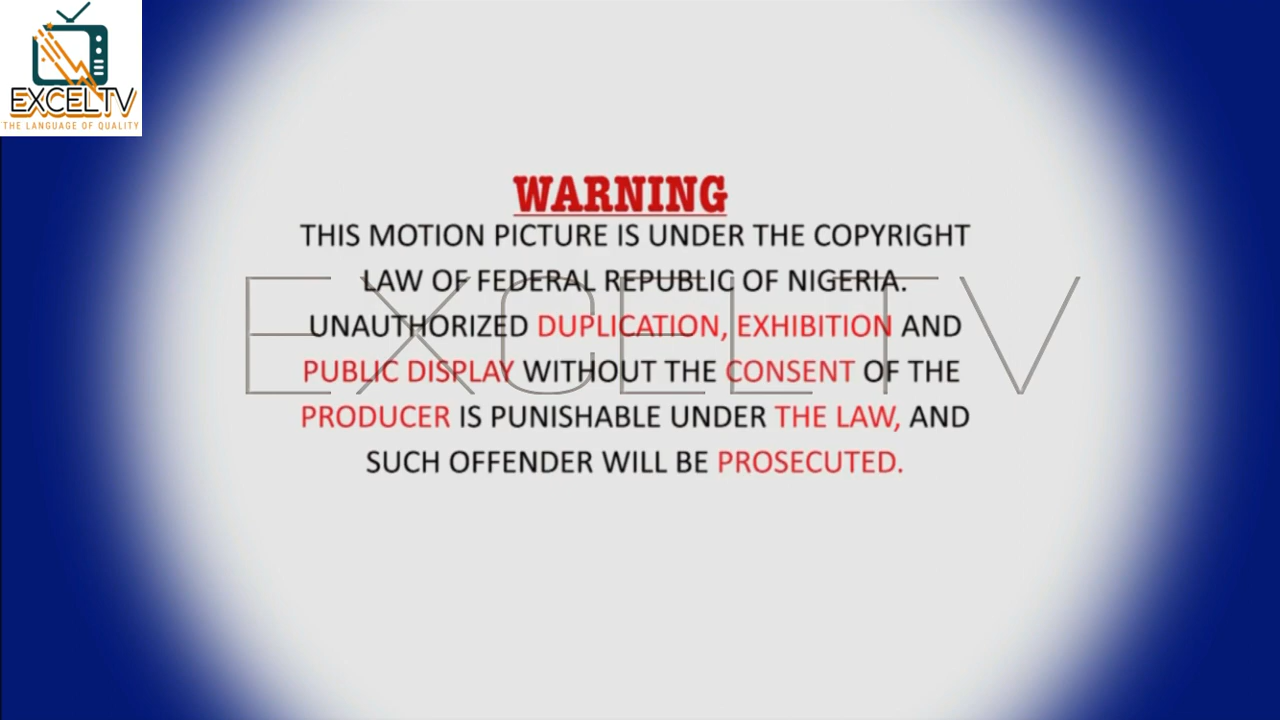 EXCELTV
THE LANGUAGE OF QUALITY
WARNING
THIS MOTION PICTURE IS UNDER THE COPYRIGHT
LAW OF FEDERAL REPUBLIC OF NIGERIA.
UNAUTHORIZED DUPLICATION, EXHIBITION AND
PUBLIC DISPLAY WITHOUT THE CONSENT OF THE
PRODUCER IS PUNISHABLE UNDER THE LAW, AND
SUCH OFFENDER WILL BE PROSECUTED.
EXCEL TV